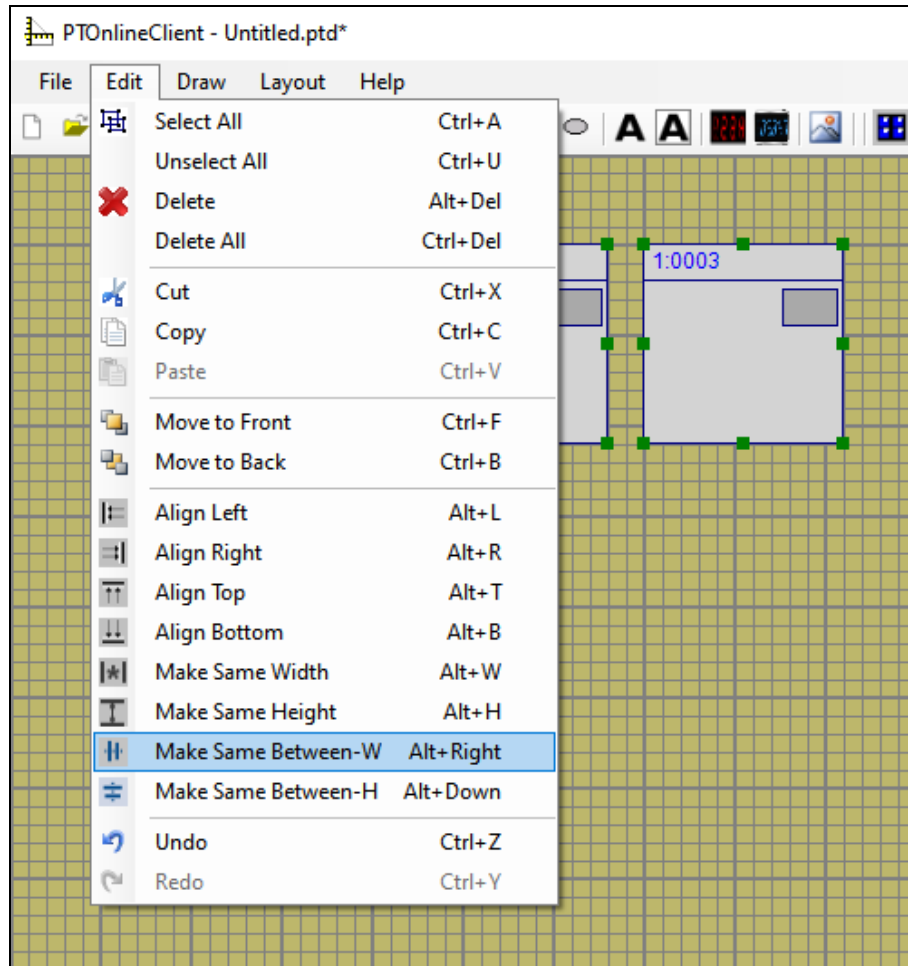 PTOnlineClient - Untitled.ptd*
File Edit Draw Layout Help
A A
Select All Ctrl+A
Unselect All Ctrl+U
Delete Alt+Del
Delete All Ctrl+Del
1:0003
Cut Ctrl+X
Copy Ctrl+C
Paste Ctrl+V
Move to Front Ctrl+F
Move to Back Ctrl+B
Align Left Alt+L
Align Right Alt+R
Align Top Alt+T
Align Bottom Alt+B
Make Same Width Alt+W
Make Same Height Alt+H
Make Same Between-W Alt+Right
Make Same Between-H Alt+Down
Undo Ctrl+Z
Redo Ctrl+Y